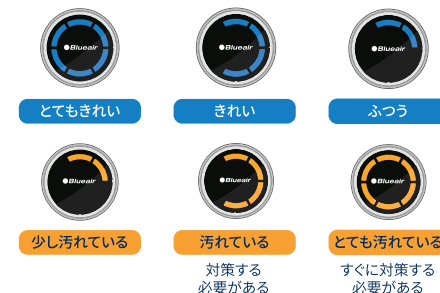 Blueair
Blueair
Blueair
とてもきれい
きれい
ふつう
Blueair
Blueair
Blueair
少し汚れている
汚れている
とても汚れている
対策する
必要がある
すぐに対策する
必要がある